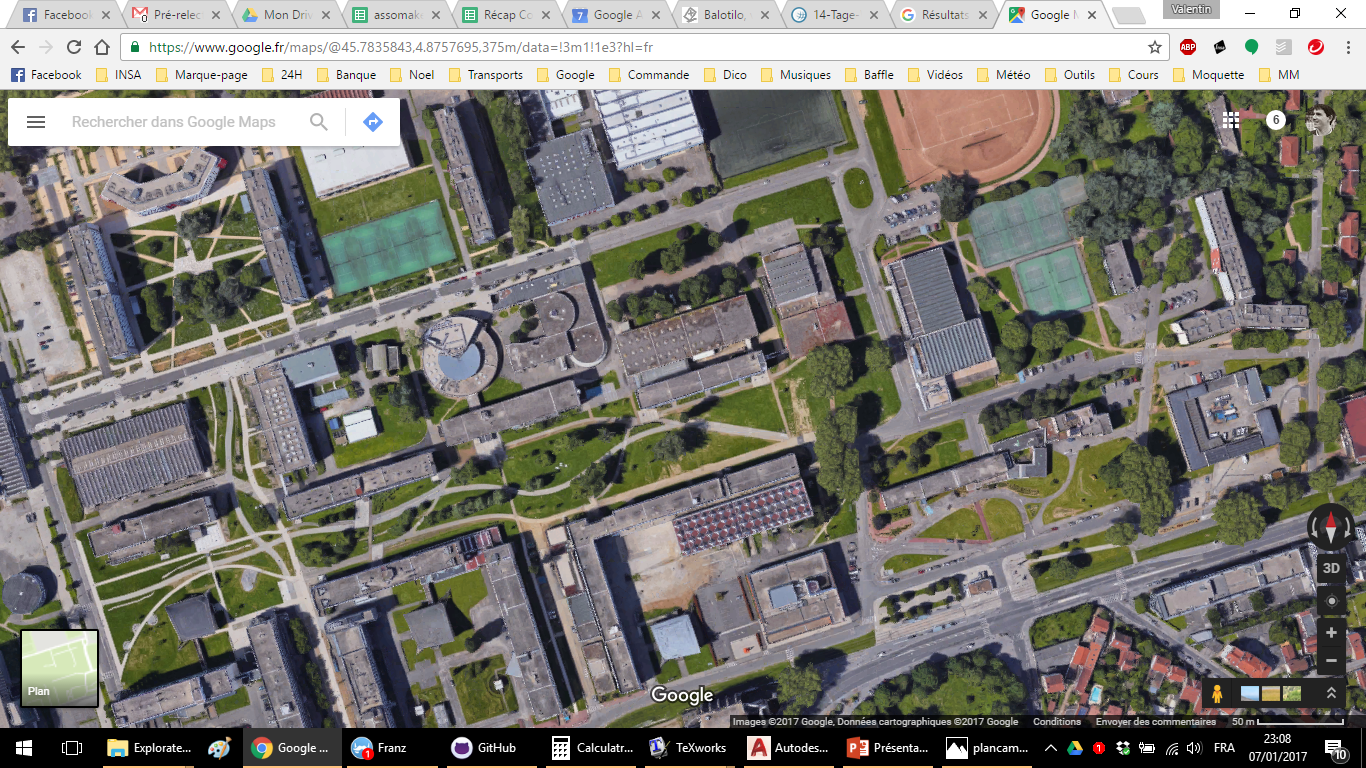 Facebook
Pré-relec
Mon Driv
assomake
Récap Co
Google A
Balotilo,
14-Tage-
Résultats
Google M
Valentin
https://www.google.fr/maps/@45.7835843,4.8757695,375m/data=!3m1!1e3?hl=fr
ABP
Facebook INSA Marque-page 24H Banque Noel Transports Google Commande Dico Musiques Baffle Vidéos Météo Outils Cours Moquette MM
Rechercher dans Google Maps
6
3D
Plan
Google
Images ©2017 Google, Données cartographiques ©2017 Google Conditions Envoyer des commentaires 50 m
Explorate...
Google ...
1
Franz
GitHub
Calculatr...
TeXworks
Autodes...
Présenta...
plancam...
FRA
23:08
07/01/2017
10